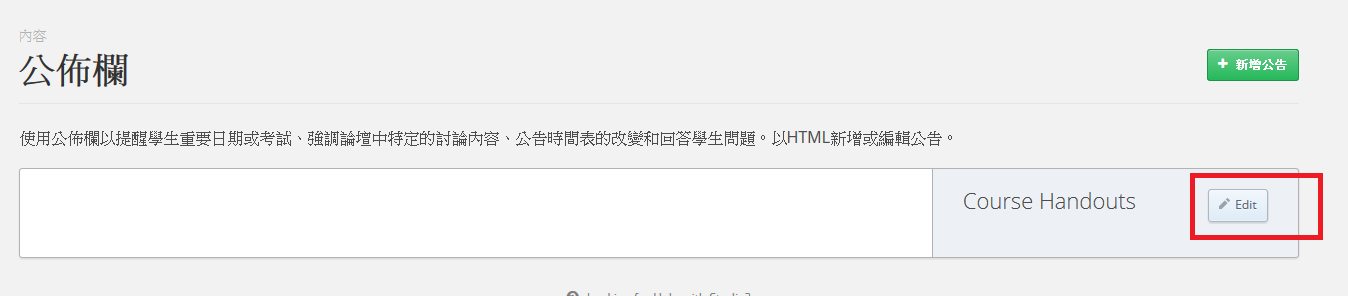 內容
公佈欄
新增公告
使用公佈欄以提醒學生重要日期或考試、強調論壇中特定的討論內容、公告時間表的改變和回答學生問題。以HTML新增或編輯公告。
Course Handouts
Edit